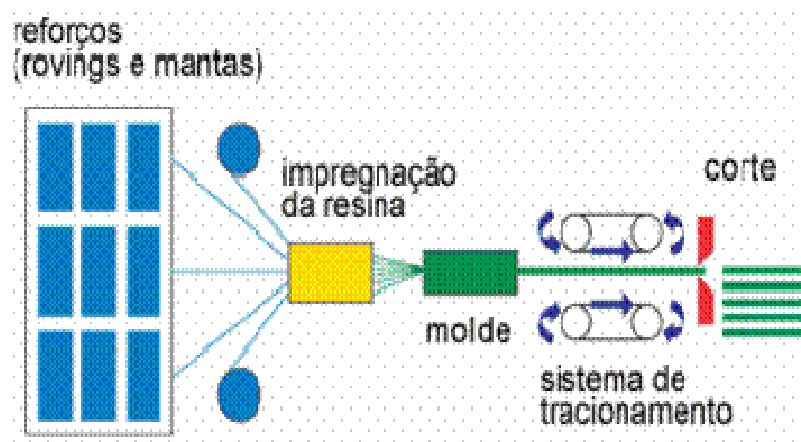 reforços
(rovings e mantas)
impregnação
da resina
corte
molde
sistema de
tracionamento